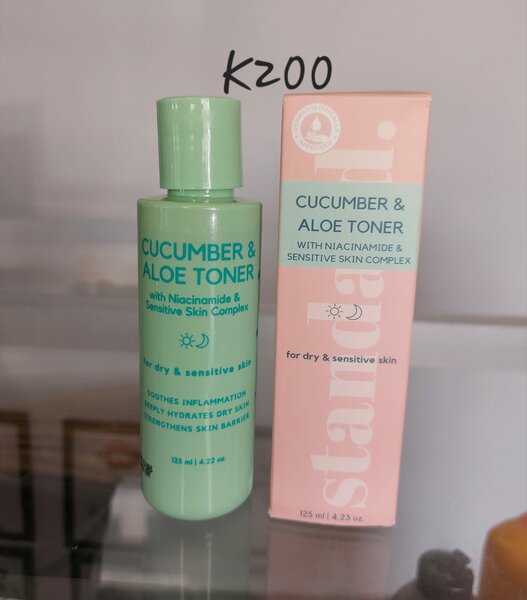 K200
CUCUMBER &
ALOE TONER
with Niacinamide &
Sensitive Skin Complex
for dry & sensitive skin
SOOTHES INFLAMMATION
DEEPLY HYDRATES DRY SKIN
STRENGTHENS SKIN BARRIER
125 ml | 4.22 oz.
DERMATOLOGICALLY
APPROVED
CUCUMBER &
ALOE TONER
WITH NIACINAMIDE &
SENSITIVE SKIN COMPLEX
for dry & sensitive skin
standard.
125 ml | 4.23 oz.